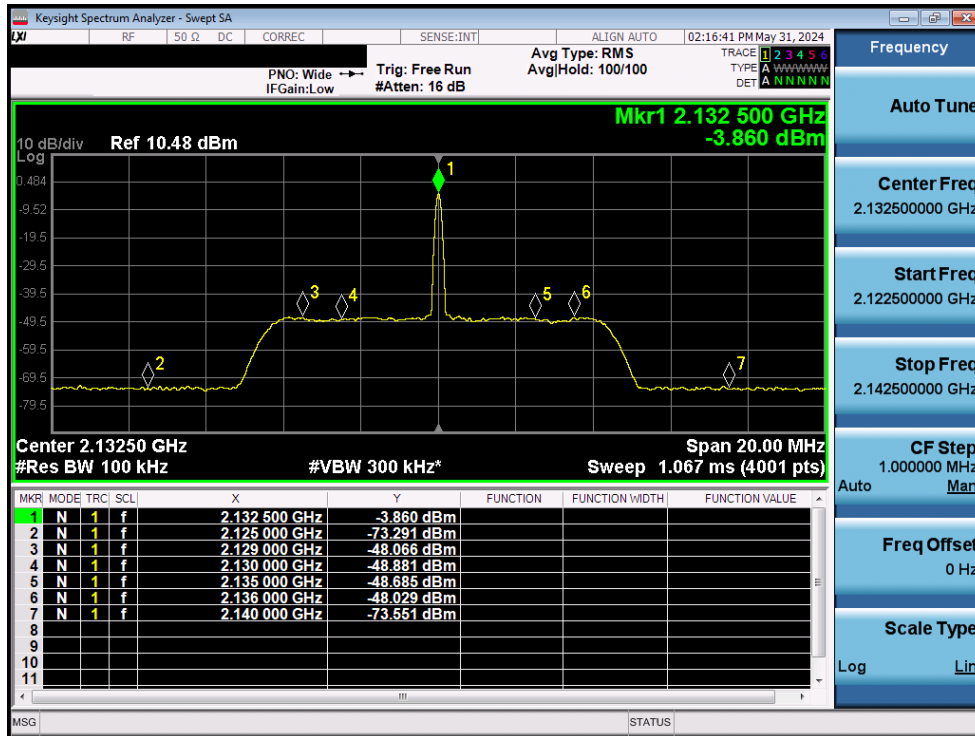 Keysight Spectrum Analyzer - Swept SA
LXI RF 50 Ω DC CORREC SENSE:INT ALIGN AUTO 02:16:41 PM May 31, 2024
PNO: Wide Trig: Free Run Avg Type: RMS TRACE 1 2 3 4 5 6
IFGain:Low #Atten: 16 dB Avg|Hold: 100/100 TYPE A WWWWW
DET A N N N N N
Mkr1 2.132 500 GHz
-3.860 dBm
10 dB/div Ref 10.48 dBm
Log
0.484
-9.52
-19.5
-29.5
-39.5
-49.5
-59.5
-69.5
-79.5
1
2
3
4
5
6
7
Center 2.13250 GHz Span 20.00 MHz
#Res BW 100 kHz #VBW 300 kHz* Sweep 1.067 ms (4001 pts)
MKR MODE TRC SCL X Y FUNCTION FUNCTION WIDTH FUNCTION VALUE
1 N 1 f 2.132 500 GHz -3.860 dBm
2 N 1 f 2.125 000 GHz -73.291 dBm
3 N 1 f 2.129 000 GHz -48.066 dBm
4 N 1 f 2.130 000 GHz -48.881 dBm
5 N 1 f 2.135 000 GHz -48.685 dBm
6 N 1 f 2.136 000 GHz -48.029 dBm
7 N 1 f 2.140 000 GHz -73.551 dBm
8
9
10
11
MSG STATUS
Frequency
Auto Tune
Center Freq
2.132500000 GHz
Start Freq
2.122500000 GHz
Stop Freq
2.142500000 GHz
CF Step
1.000000 MHz
Auto Man
Freq Offset
0 Hz
Scale Type
Log Lin